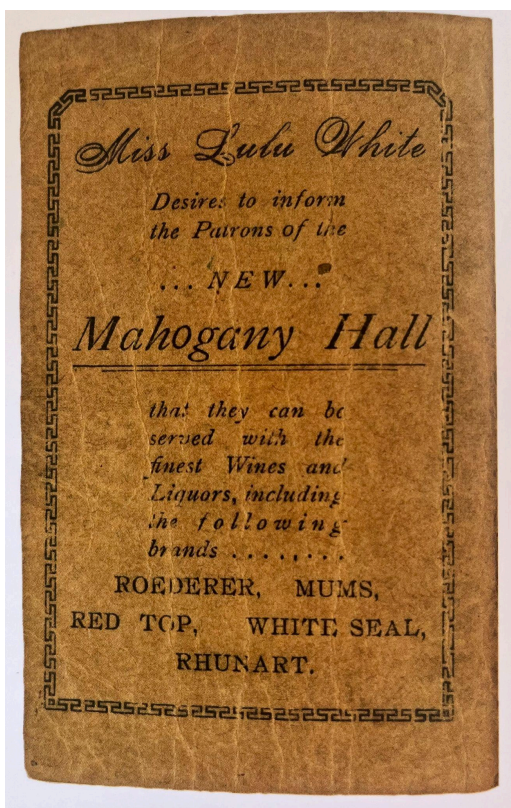 Miss Lulu White
Desires to inform
the Patrons of the
... NEW...
Mahogany Hall
that they can be
served with the
finest Wines and
Liquors, including
the following
brands ........
ROEDERER, MUMS,
RED TOP, WHITE SEAL,
RHUNART.